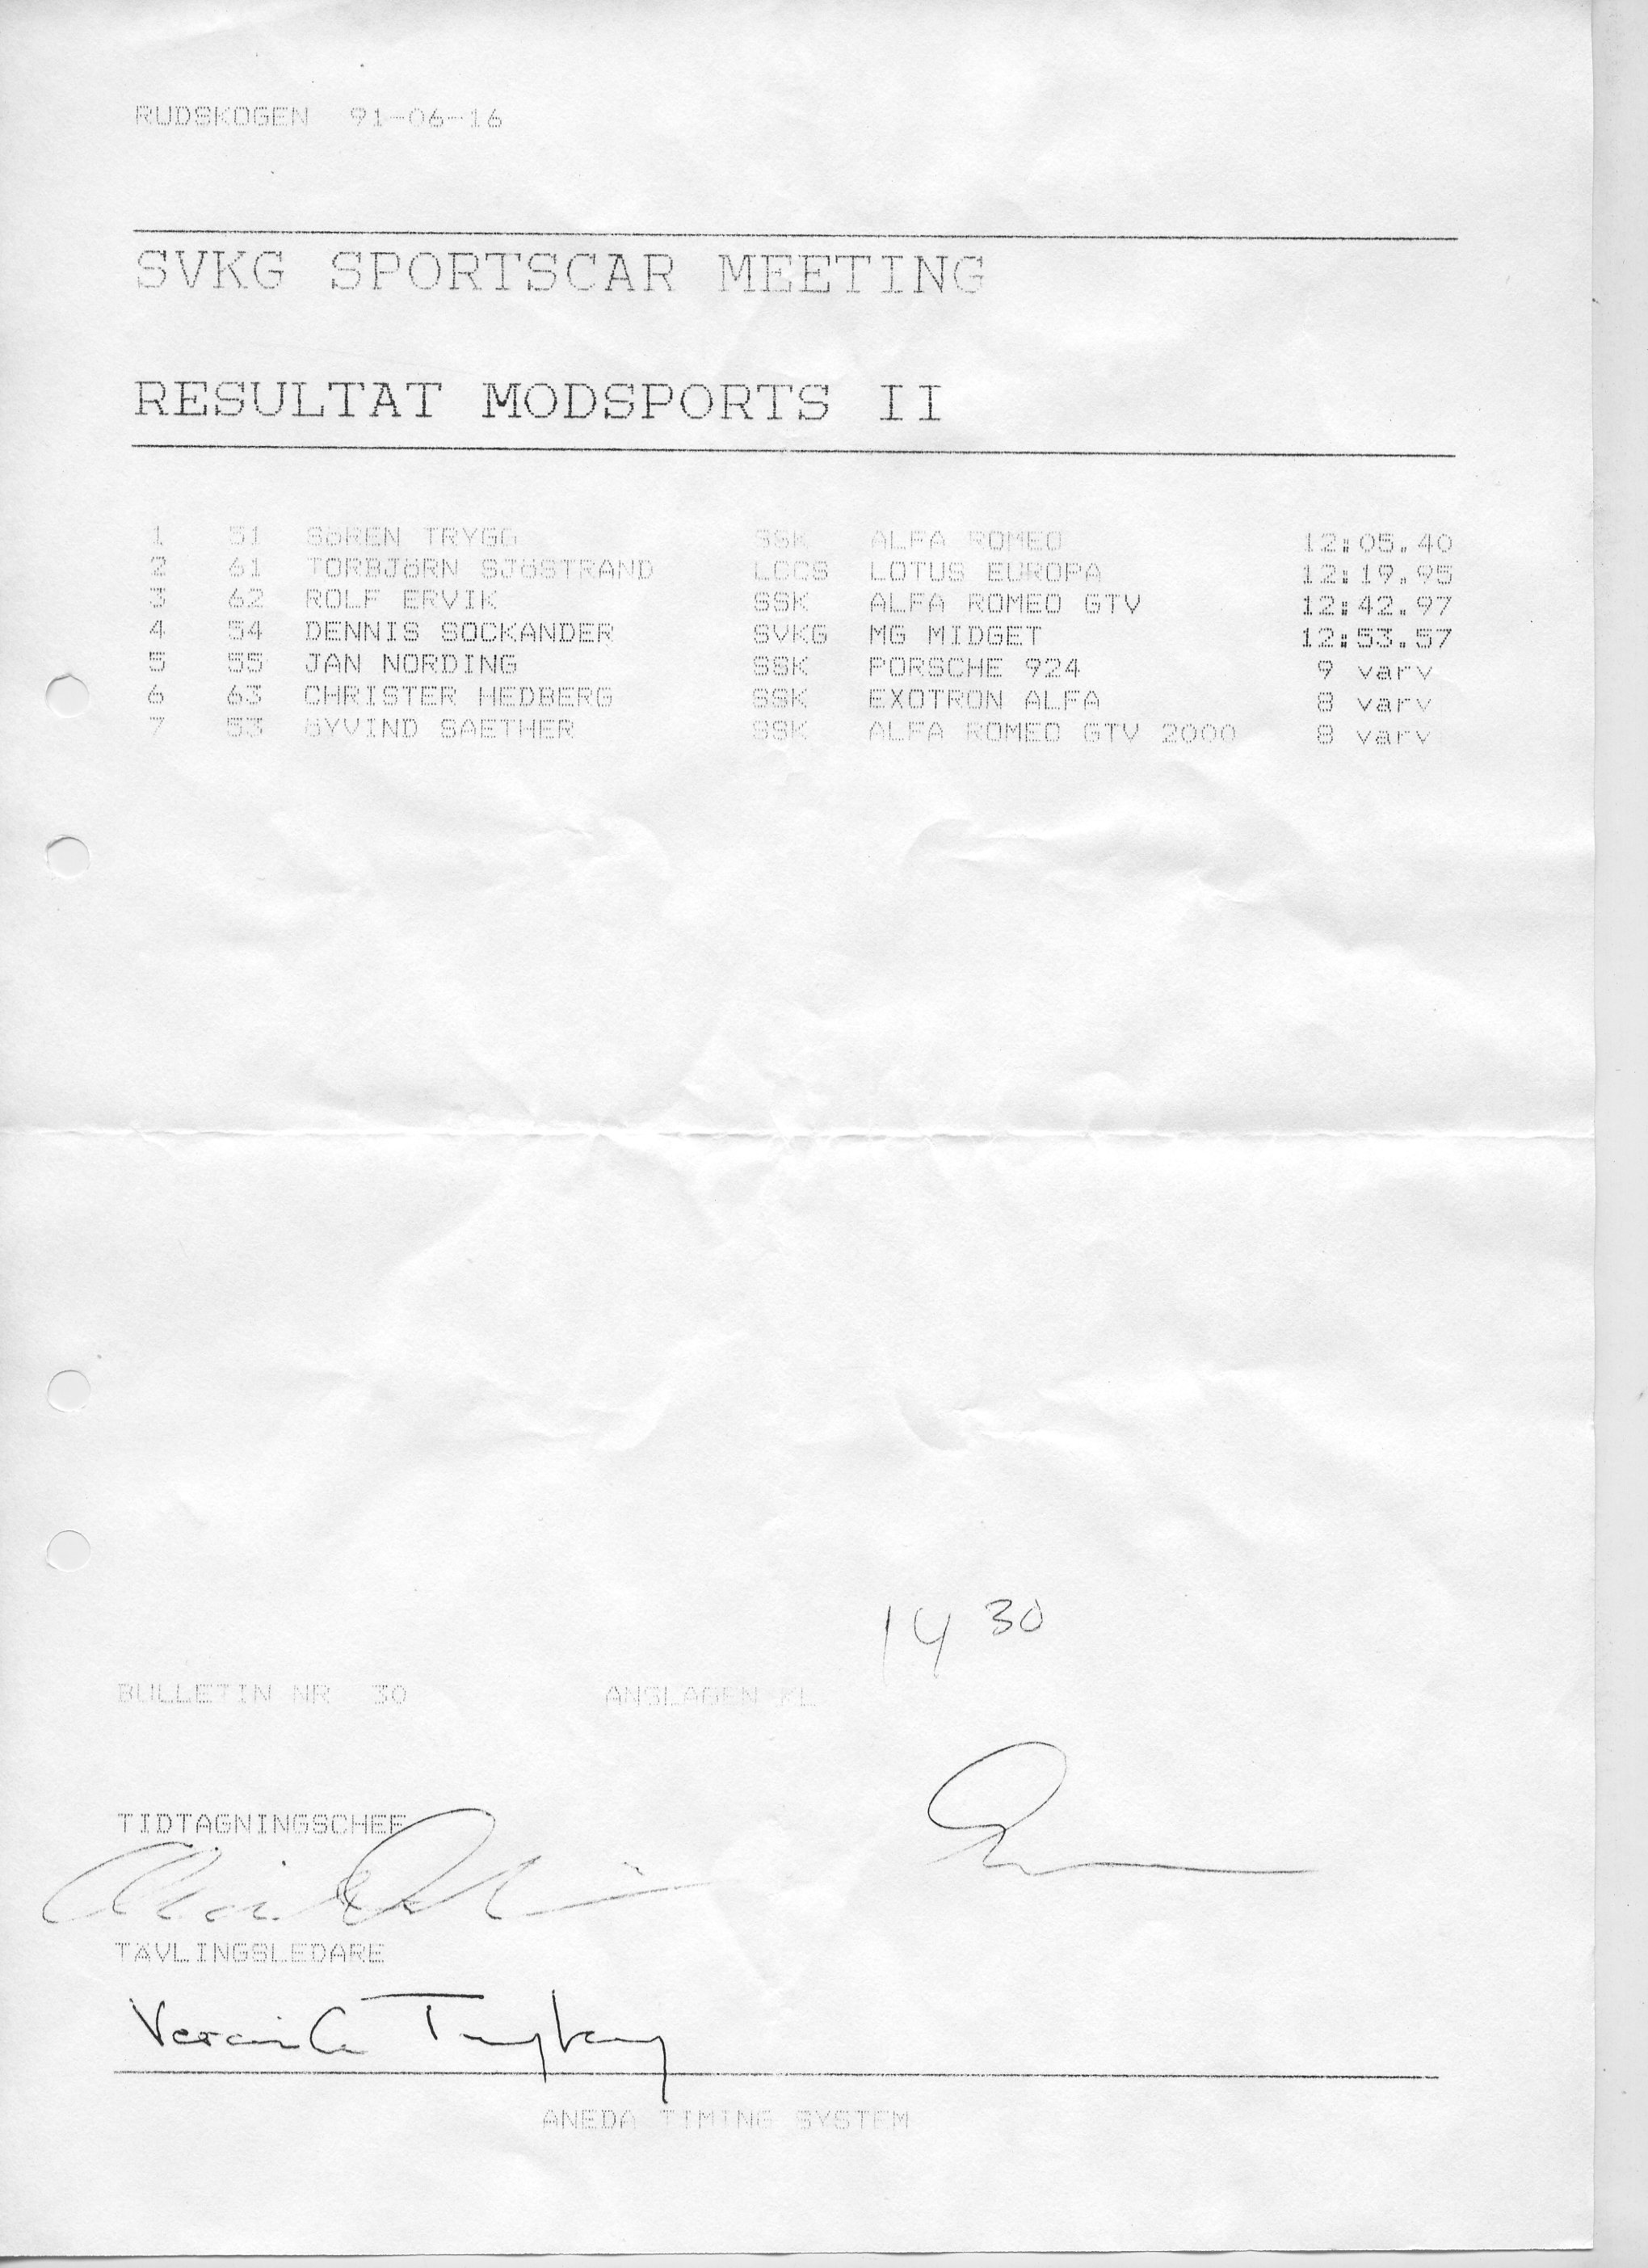 RUDSKOGEN 91-06-16
SVKG SPORTSCAR MEETING
RESULTAT MODSPORTS II
1 51 SÖREN TRYGG SSK ALFA ROMEO 12:05.40
2 61 TORBJÖRN SJÖSTRAND LCCS LOTUS EUROPA 12:19.95
3 62 ROLF ERVIK SSK ALFA ROMEO GTV 12:42.97
4 54 DENNIS SOCKANDER SVKG MG MIDGET 12:53.57
5 55 JAN NORDING SSK PORSCHE 924 9 varv
6 63 CHRISTER HEDBERG SSK EXOTRON ALFA 8 varv
7 53 ÖYVIND SAETHER SSK ALFA ROMEO GTV 2000 8 varv
14 30
BULLETIN NR 30 ANSLAGEN KL
TIDTAGNINGSCHEF
TÄVLINGSLEDARE
ANEDA TIMING SYSTEM